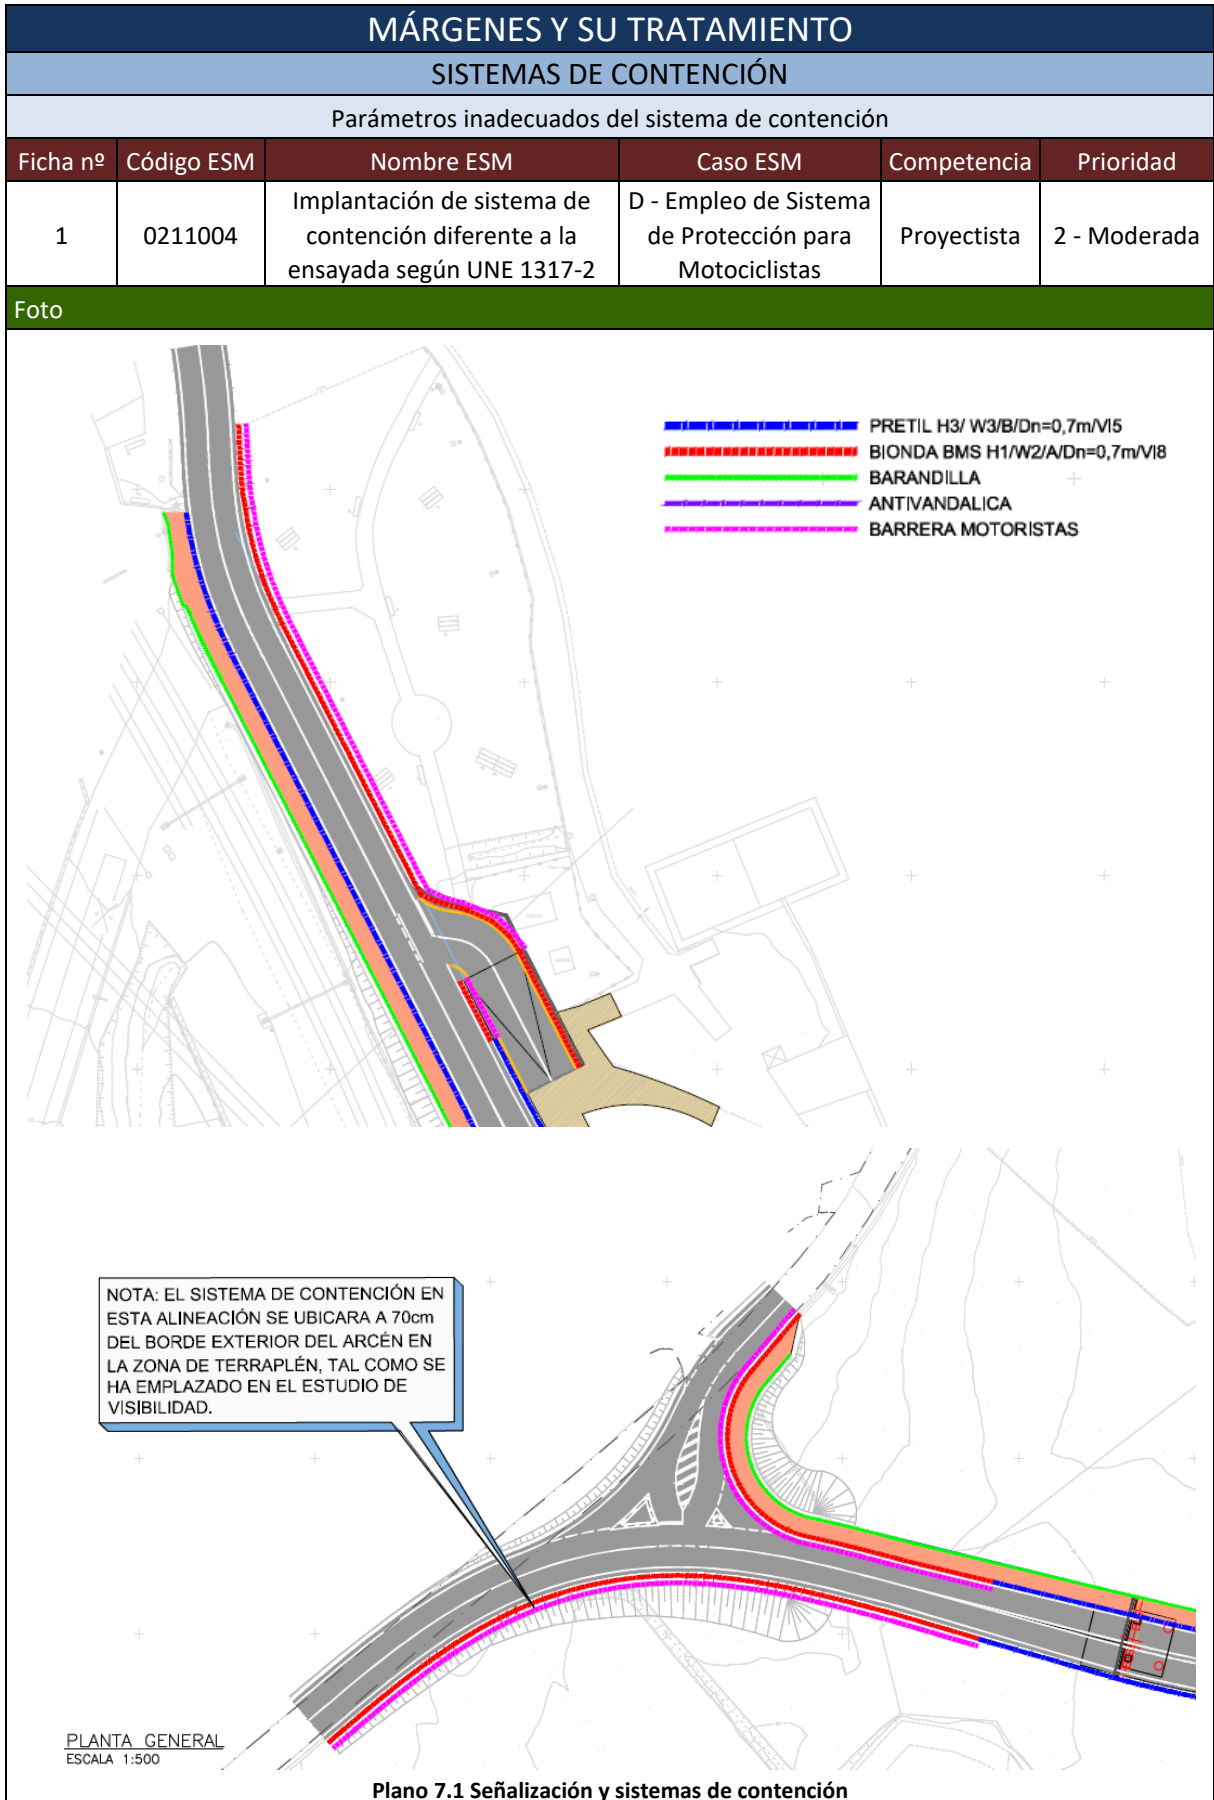 MÁRGENES Y SU TRATAMIENTO
SISTEMAS DE CONTENCIÓN
Parámetros inadecuados del sistema de contención
Ficha nº Código ESM Nombre ESM Caso ESM Competencia Prioridad
1 0211004 Implantación de sistema de contención diferente a la ensayada según UNE 1317-2 D - Empleo de Sistema de Protección para Motociclistas Proyectista 2 - Moderada
Foto
PRETIL H3/ W3/B/Dn=0,7m/VI5
BIONDA BMS H1/W2/A/Dn=0,7m/VI8
BARANDILLA
ANTIVANDALICA
BARRERA MOTORISTAS
NOTA: EL SISTEMA DE CONTENCIÓN EN
ESTA ALINEACIÓN SE UBICARA A 70cm
DEL BORDE EXTERIOR DEL ARCÉN EN
LA ZONA DE TERRAPLÉN, TAL COMO SE
HA EMPLAZADO EN EL ESTUDIO DE
VISIBILIDAD.
PLANTA GENERAL
ESCALA 1:500
Plano 7.1 Señalización y sistemas de contención